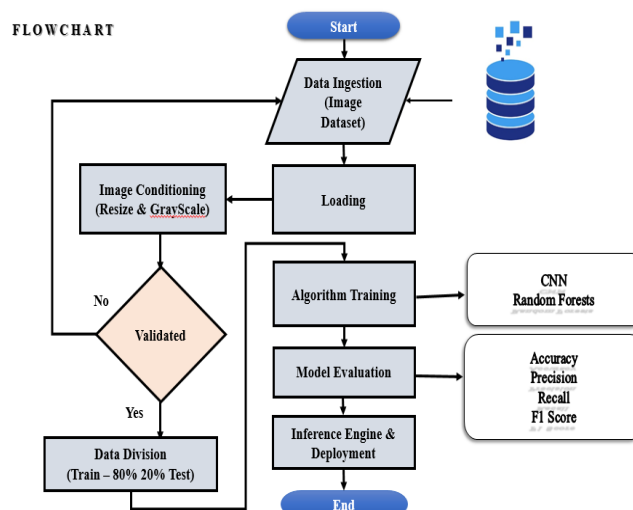 FLOWCHART
Start
Data Ingestion
(Image
Dataset)
Loading
Image Conditioning
(Resize & GrayScale)
No
Validated
Yes
Data Division
(Train – 80% 20% Test)
Algorithm Training
CNN
Random Forests
Model Evaluation
Accuracy
Precision
Recall
F1 Score
Inference Engine &
Deployment
End